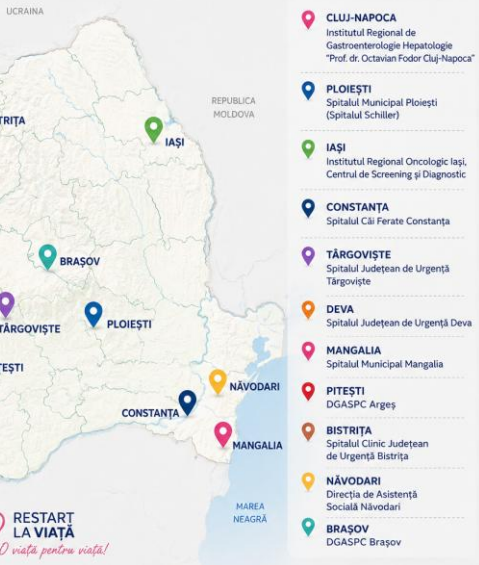 UCRAINA
REPUBLICA
MOLDOVA
TRIȚA
IAȘI
BRAȘOV
TÂRGOVIȘTE
PLOIEȘTI
TEȘTI
NĂVODARI
CONSTANȚA
MANGALIA
MAREA
NEAGRĂ
RESTART
LA VIAȚĂ
O viață pentru viață!
CLUJ-NAPOCA
Institutul Regional de
Gastroenterologie Hepatologie
"Prof. dr. Octavian Fodor Cluj-Napoca"
PLOIEȘTI
Spitalul Municipal Ploiești
(Spitalul Schiller)
IAȘI
Institutul Regional Oncologic Iași,
Centrul de Screening și Diagnostic
CONSTANȚA
Spitalul Căi Ferate Constanța
TÂRGOVIȘTE
Spitalul Județean de Urgență
Târgoviște
DEVA
Spitalul Județean de Urgență Deva
MANGALIA
Spitalul Municipal Mangalia
PITEȘTI
DGASPC Argeș
BISTRIȚA
Spitalul Clinic Județean
de Urgență Bistrița
NĂVODARI
Direcția de Asistență
Socială Năvodari
BRAȘOV
DGASPC Brașov